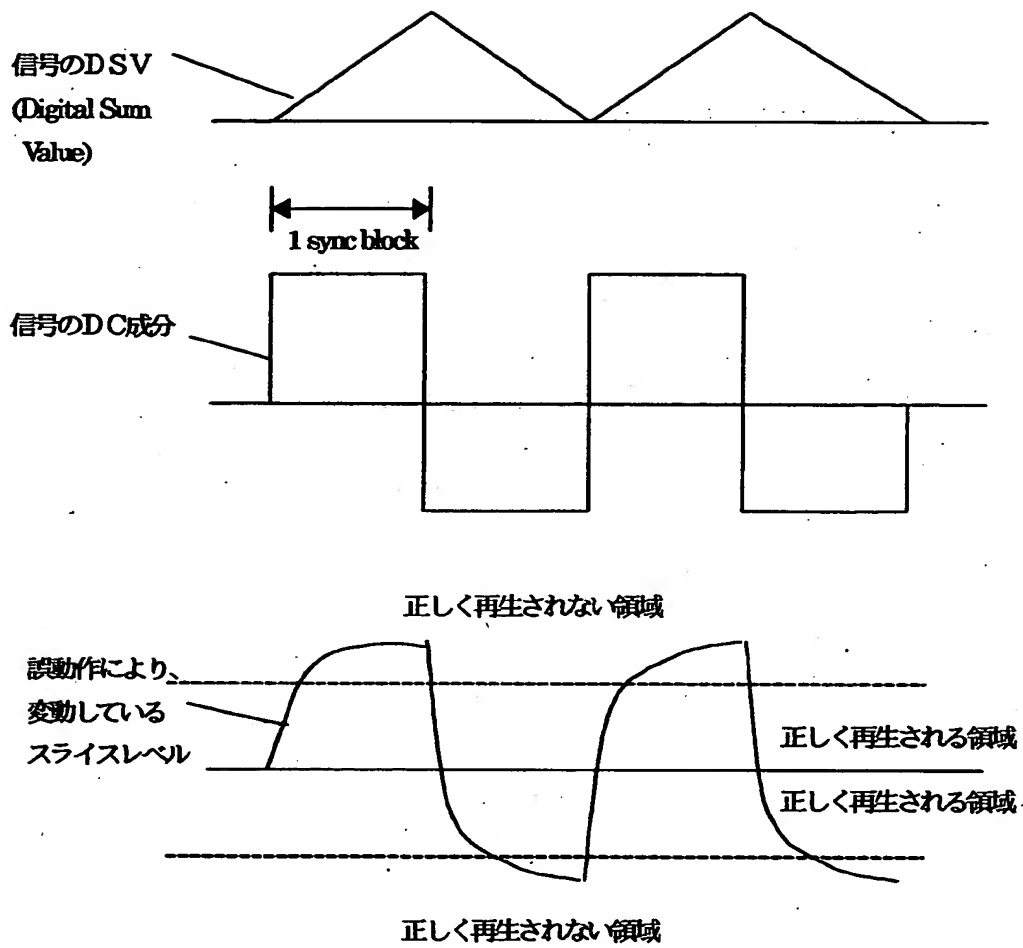 信号のDSV
(Digital Sum
Value)
1 sync block
信号のDC成分
正しく再生されない領域
誤動作により、
変動している
スライスレベル
正しく再生される領域
正しく再生される領域
正しく再生されない領域